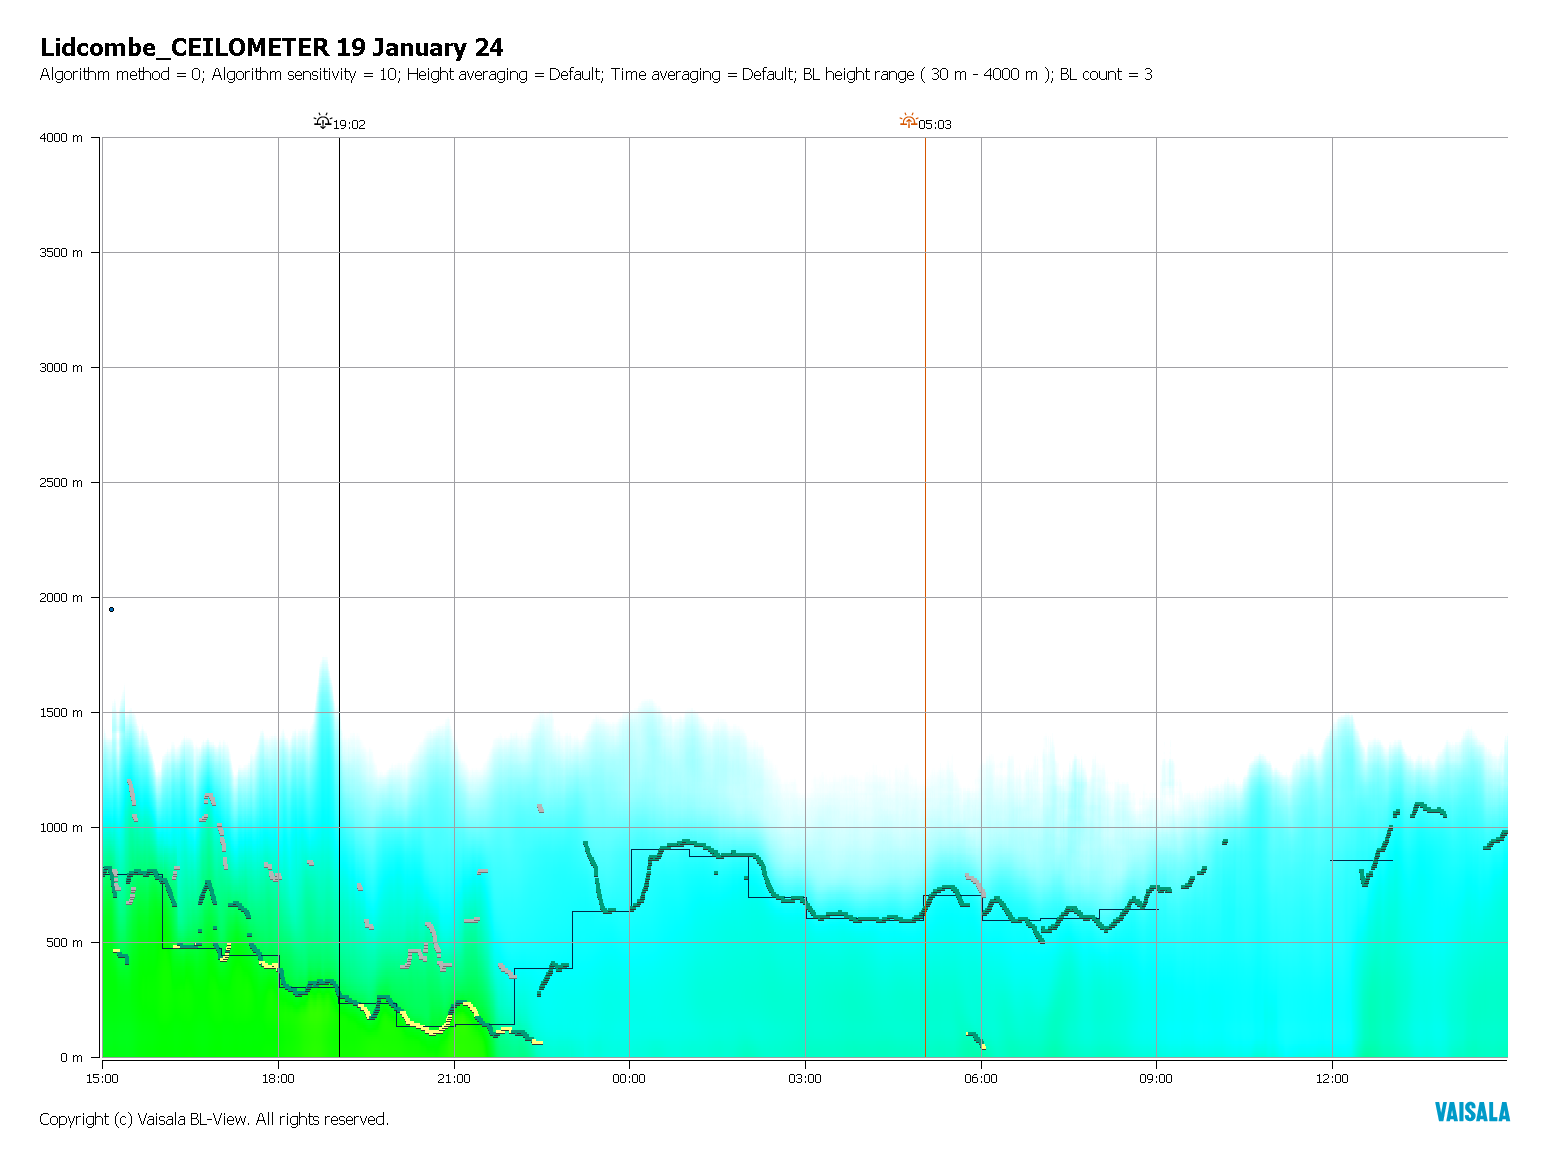 Lidcombe_CEILOMETER 19 January 24
Algorithm method = 0; Algorithm sensitivity = 10; Height averaging = Default; Time averaging = Default; BL height range ( 30 m - 4000 m ); BL count = 3
19:02
05:03
4000 m
3500 m
3000 m
2500 m
2000 m
1500 m
1000 m
500 m
0 m
15:00 18:00 21:00 00:00 03:00 06:00 09:00 12:00
Copyright (c) Vaisala BL-View. All rights reserved.
VAISALA